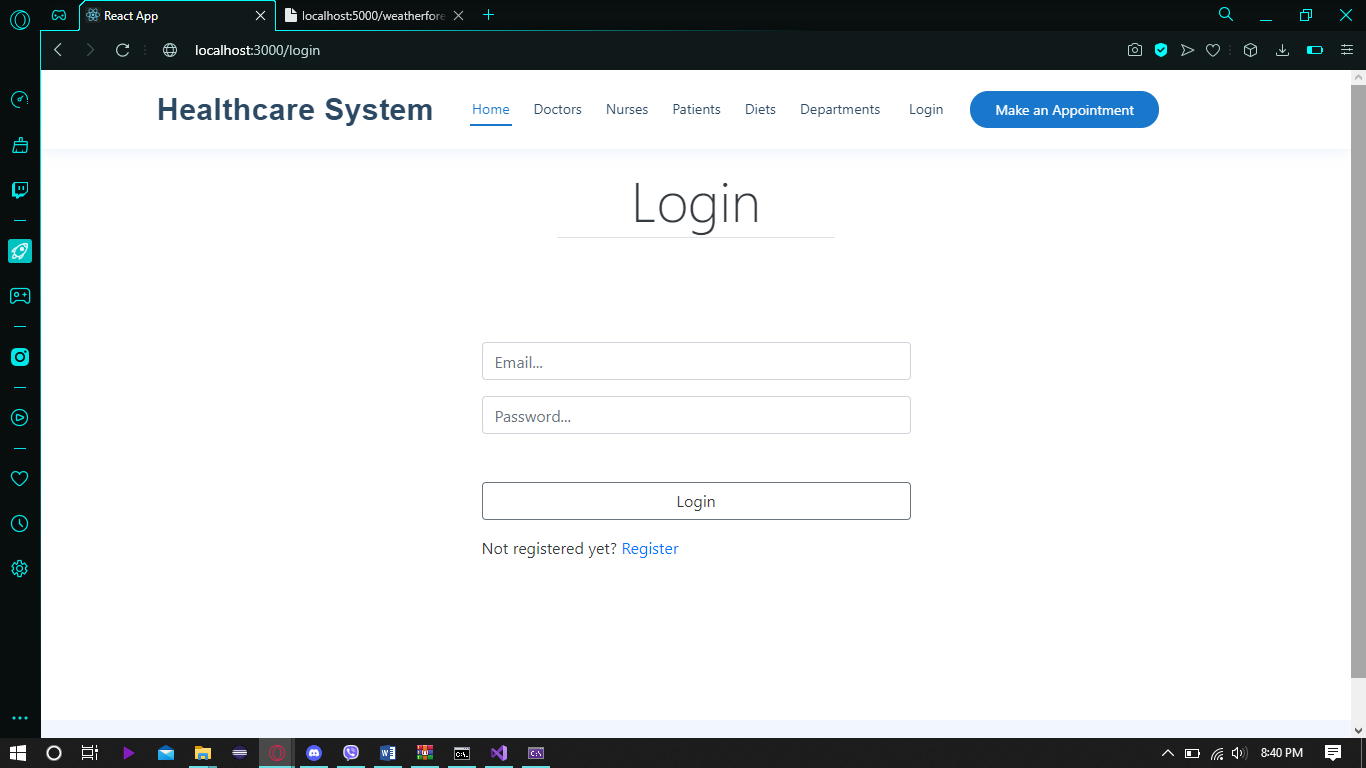 React App
localhost:5000/weatherfore
localhost:3000/login
Healthcare System
Home
Doctors
Nurses
Patients
Diets
Departments
Login
Make an Appointment
Login
Email...
Password...
Login
Not registered yet? Register
8:40 PM